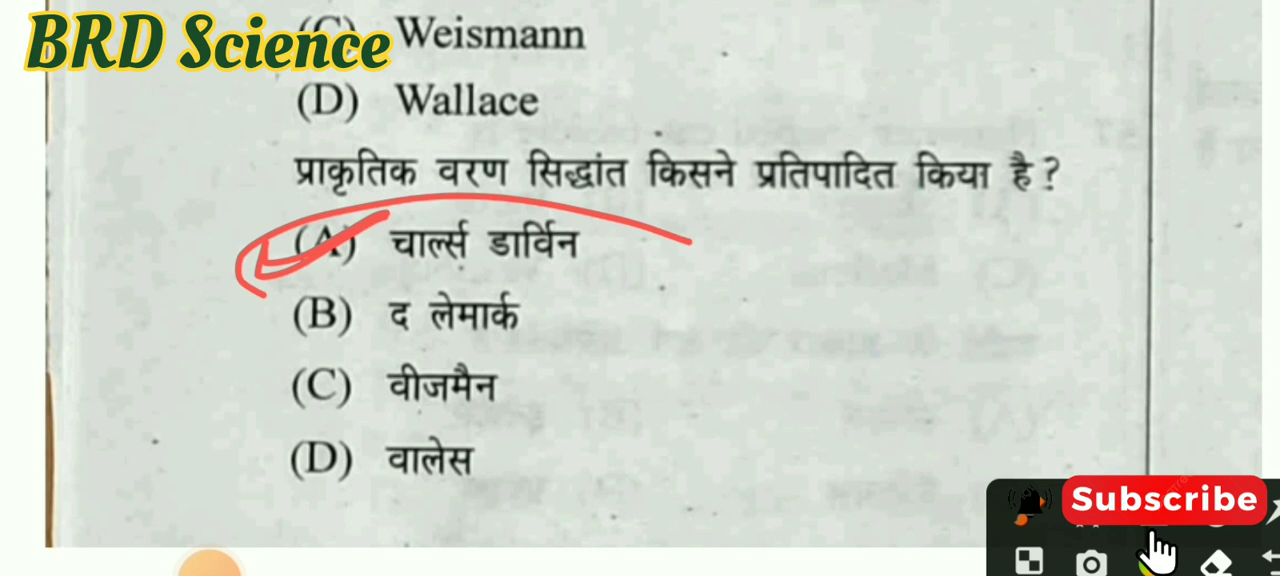 BRD Science
(C) Weismann
(D) Wallace
प्राकृतिक वरण सिद्धांत किसने प्रतिपादित किया है ?
(A) चार्ल्स डार्विन
(B) द लेमार्क
(C) वीजमैन
(D) वालेस
Subscribe